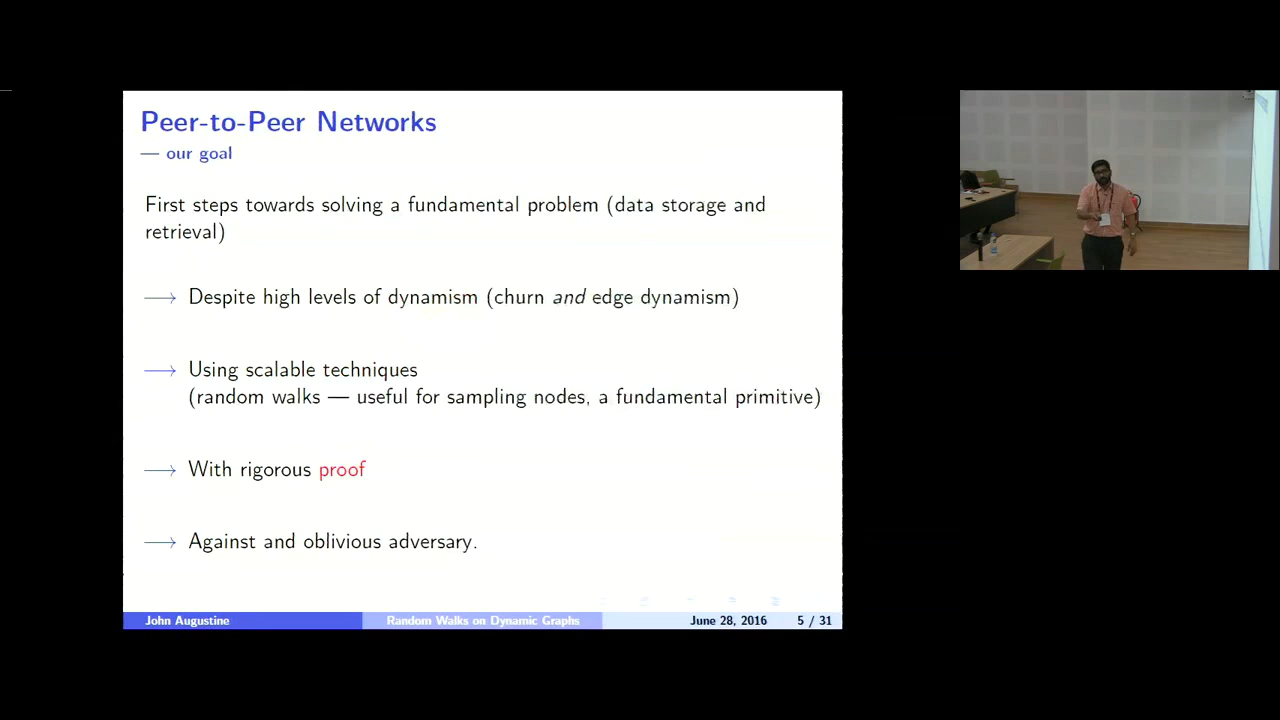 Peer-to-Peer Networks
— our goal
First steps towards solving a fundamental problem (data storage and
retrieval)
→ Despite high levels of dynamism (churn and edge dynamism)
→ Using scalable techniques
(random walks — useful for sampling nodes, a fundamental primitive)
→ With rigorous proof
→ Against and oblivious adversary.
John Augustine Random Walks on Dynamic Graphs June 28, 2016 5 / 31